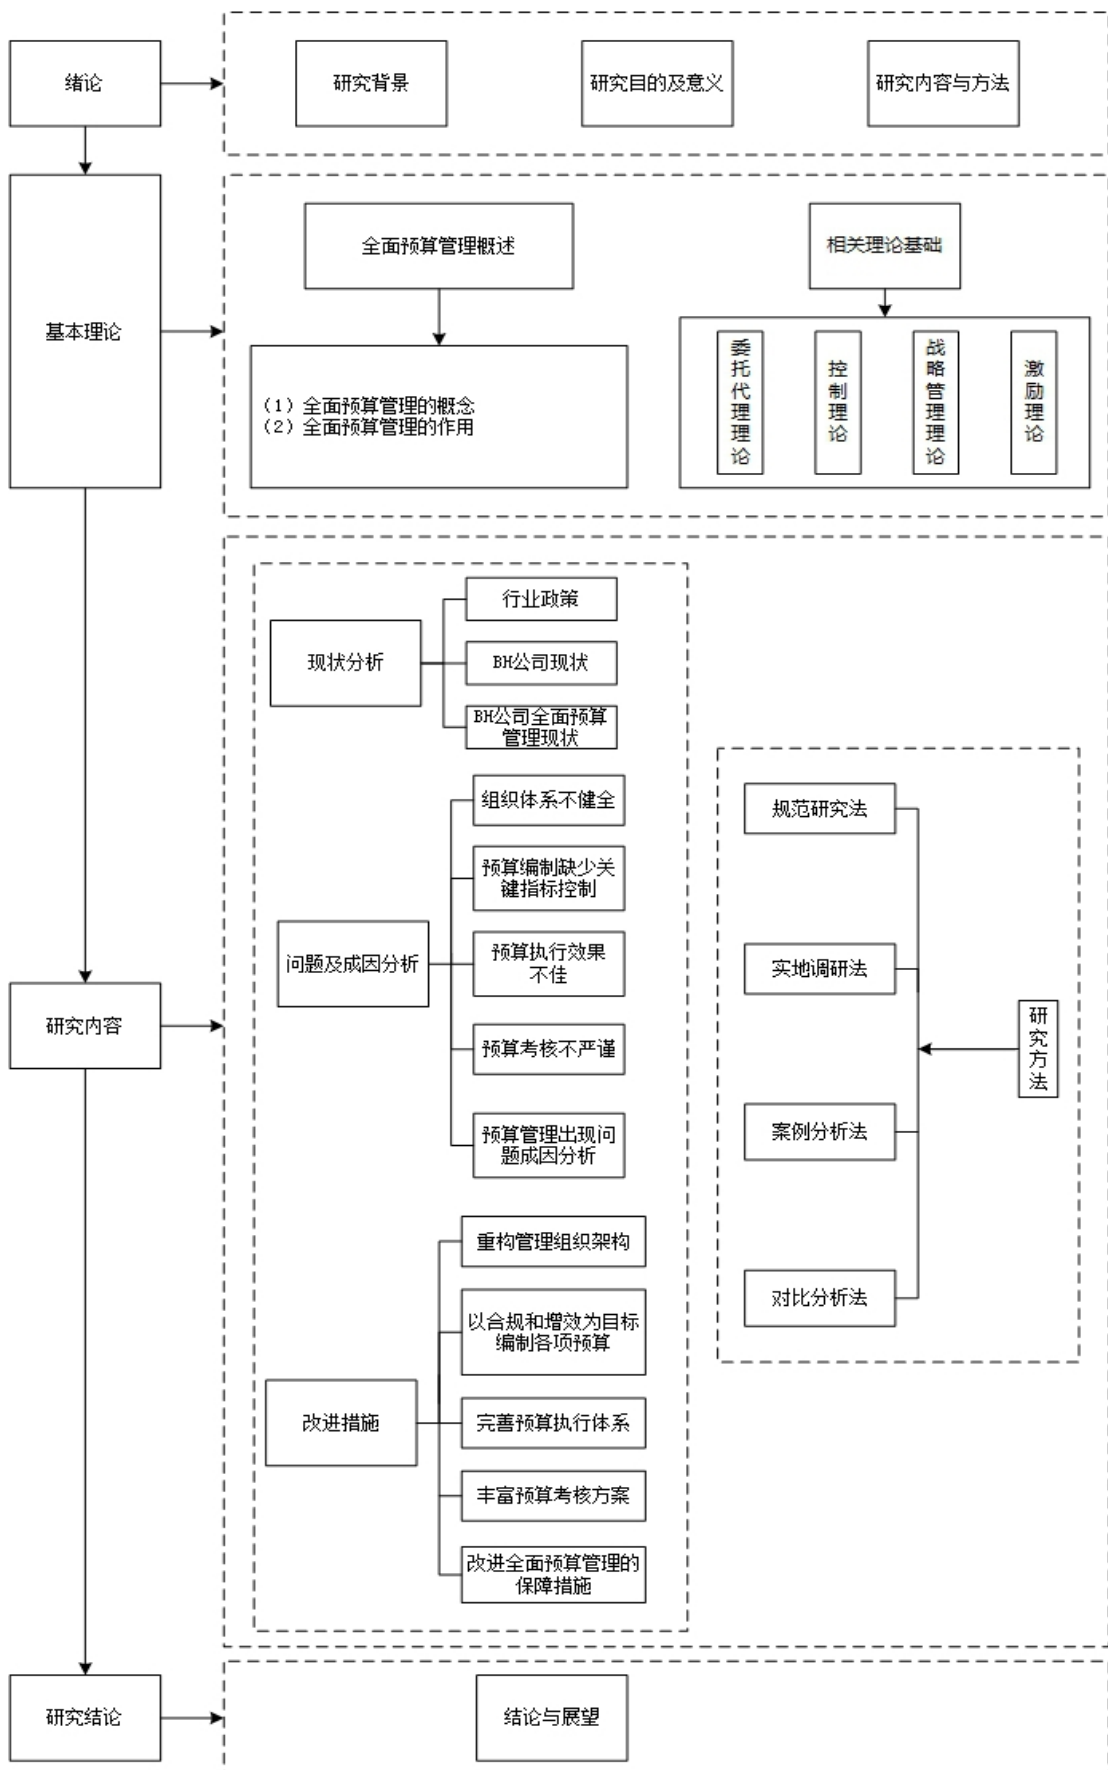 绪论
研究背景
研究目的及意义
研究内容与方法
基本理论
全面预算管理概述
(1) 全面预算管理的概念
(2) 全面预算管理的作用
相关理论基础
委托代理理论
控制理论
战略管理理论
激励理论
研究内容
现状分析
行业政策
BH公司现状
BH公司全面预算
管理现状
问题及成因分析
组织体系不健全
预算编制缺少关
键指标控制
预算执行效果
不佳
预算考核不严谨
预算管理出现问
题成因分析
改进措施
重构管理组织架构
以合规和增效为目标
编制各项预算
完善预算执行体系
丰富预算考核方案
改进全面预算管理的
保障措施
规范研究法
实地调研法
案例分析法
对比分析法
研究方法
研究结论
结论与展望